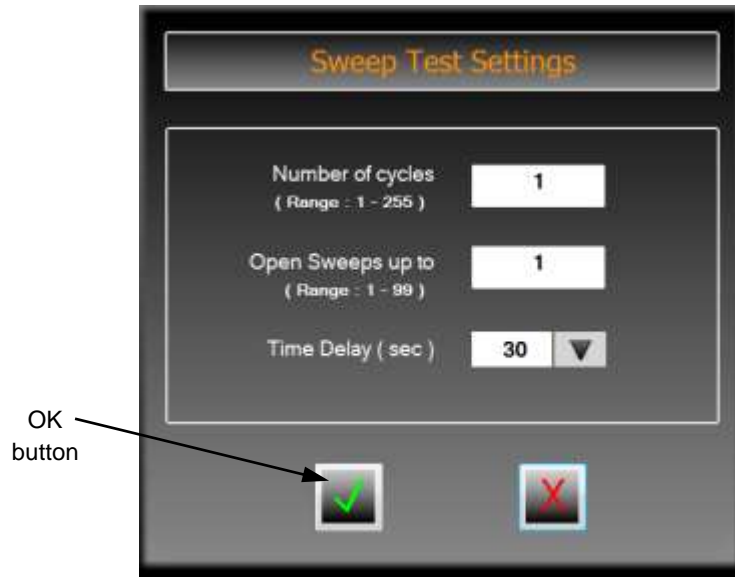 Sweep Test Settings
Number of cycles
1
( Range : 1 - 255 )
Open Sweeps up to
1
( Range : 1 - 99 )
Time Delay ( sec )
30
OK
button